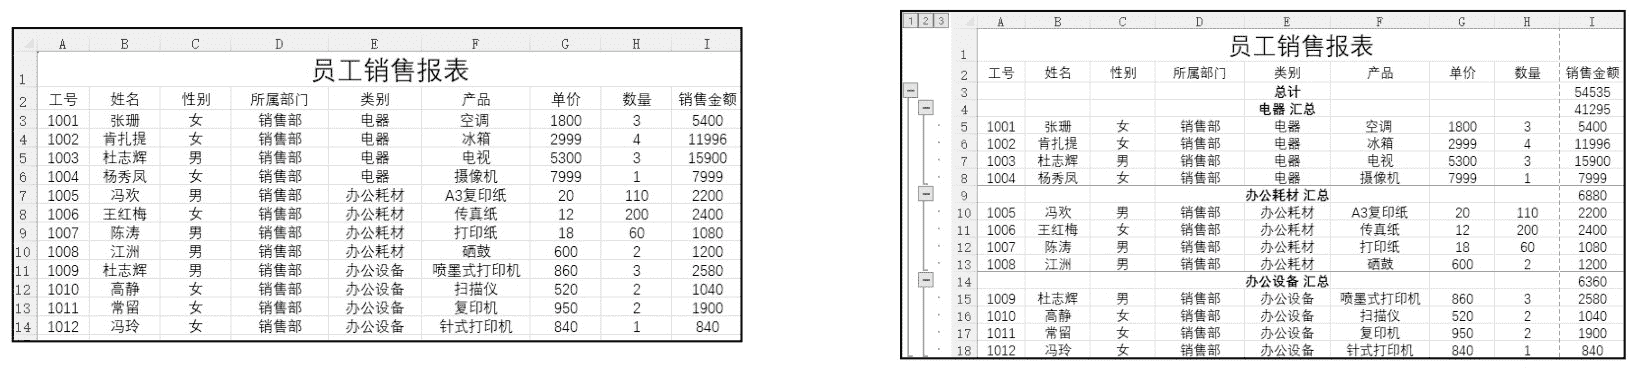 A B C D E F G H I
1 员工销售报表
2 工号 姓名 性别 所属部门 类别 产品 单价 数量 销售金额
3 1001 张珊 女 销售部 电器 空调 1800 3 5400
4 1002 肯扎提 女 销售部 电器 冰箱 2999 4 11996
5 1003 杜志辉 男 销售部 电器 电视 5300 3 15900
6 1004 杨秀凤 女 销售部 电器 摄像机 7999 1 7999
7 1005 冯欢 男 销售部 办公耗材 A3复印纸 20 110 2200
8 1006 王红梅 女 销售部 办公耗材 传真纸 12 200 2400
9 1007 陈涛 男 销售部 办公耗材 打印纸 18 60 1080
10 1008 江洲 男 销售部 办公耗材 硒鼓 600 2 1200
11 1009 杜志辉 男 销售部 办公设备 喷墨式打印机 860 3 2580
12 1010 高静 女 销售部 办公设备 扫描仪 520 2 1040
13 1011 常留 女 销售部 办公设备 复印机 950 2 1900
14 1012 冯玲 女 销售部 办公设备 针式打印机 840 1 840
1 2 3 A B C D E F G H I
1 员工销售报表
2 工号 姓名 性别 所属部门 类别 产品 单价 数量 销售金额
3 总计 54535
4 电器 汇总 41295
5 1001 张珊 女 销售部 电器 空调 1800 3 5400
6 1002 肯扎提 女 销售部 电器 冰箱 2999 4 11996
7 1003 杜志辉 男 销售部 电器 电视 5300 3 15900
8 1004 杨秀凤 女 销售部 电器 摄像机 7999 1 7999
9 办公耗材 汇总 6880
10 1005 冯欢 男 销售部 办公耗材 A3复印纸 20 110 2200
11 1006 王红梅 女 销售部 办公耗材 传真纸 12 200 2400
12 1007 陈涛 男 销售部 办公耗材 打印纸 18 60 1080
13 1008 江洲 男 销售部 办公耗材 硒鼓 600 2 1200
14 办公设备 汇总 6360
15 1009 杜志辉 男 销售部 办公设备 喷墨式打印机 860 3 2580
16 1010 高静 女 销售部 办公设备 扫描仪 520 2 1040
17 1011 常留 女 销售部 办公设备 复印机 950 2 1900
18 1012 冯玲 女 销售部 办公设备 针式打印机 840 1 840